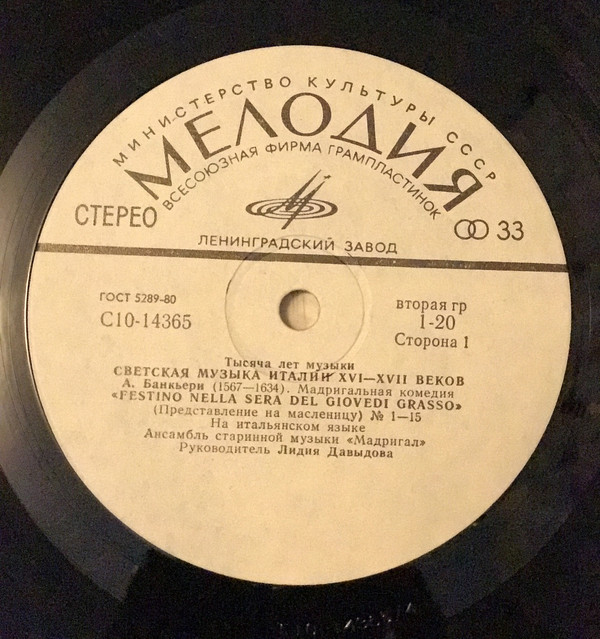 МИНИСТЕРСТВО КУЛЬТУРЫ СССР
МЕЛОДИЯ
ВСЕСОЮЗНАЯ ФИРМА ГРАМПЛАСТИНОК
СТЕРЕО
33
ЛЕНИНГРАДСКИЙ ЗАВОД
ГОСТ 5289-80
С10-14365
вторая гр
1-20
Сторона 1
Тысяча лет музыки
СВЕТСКАЯ МУЗЫКА ИТАЛИИ XVI—XVII ВЕКОВ
А. Банкьери (1567—1634). Мадригальная комедия
«FESTINO NELLA SERA DEL GIOVEDI GRASSO»
(Представление на масленицу) № 1—15
На итальянском языке
Ансамбль старинной музыки «Мадригал»
Руководитель Лидия Давыдова